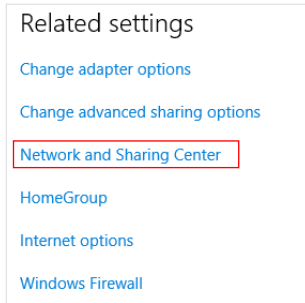 Related settings
Change adapter options
Change advanced sharing options
Network and Sharing Center
HomeGroup
Internet options
Windows Firewall